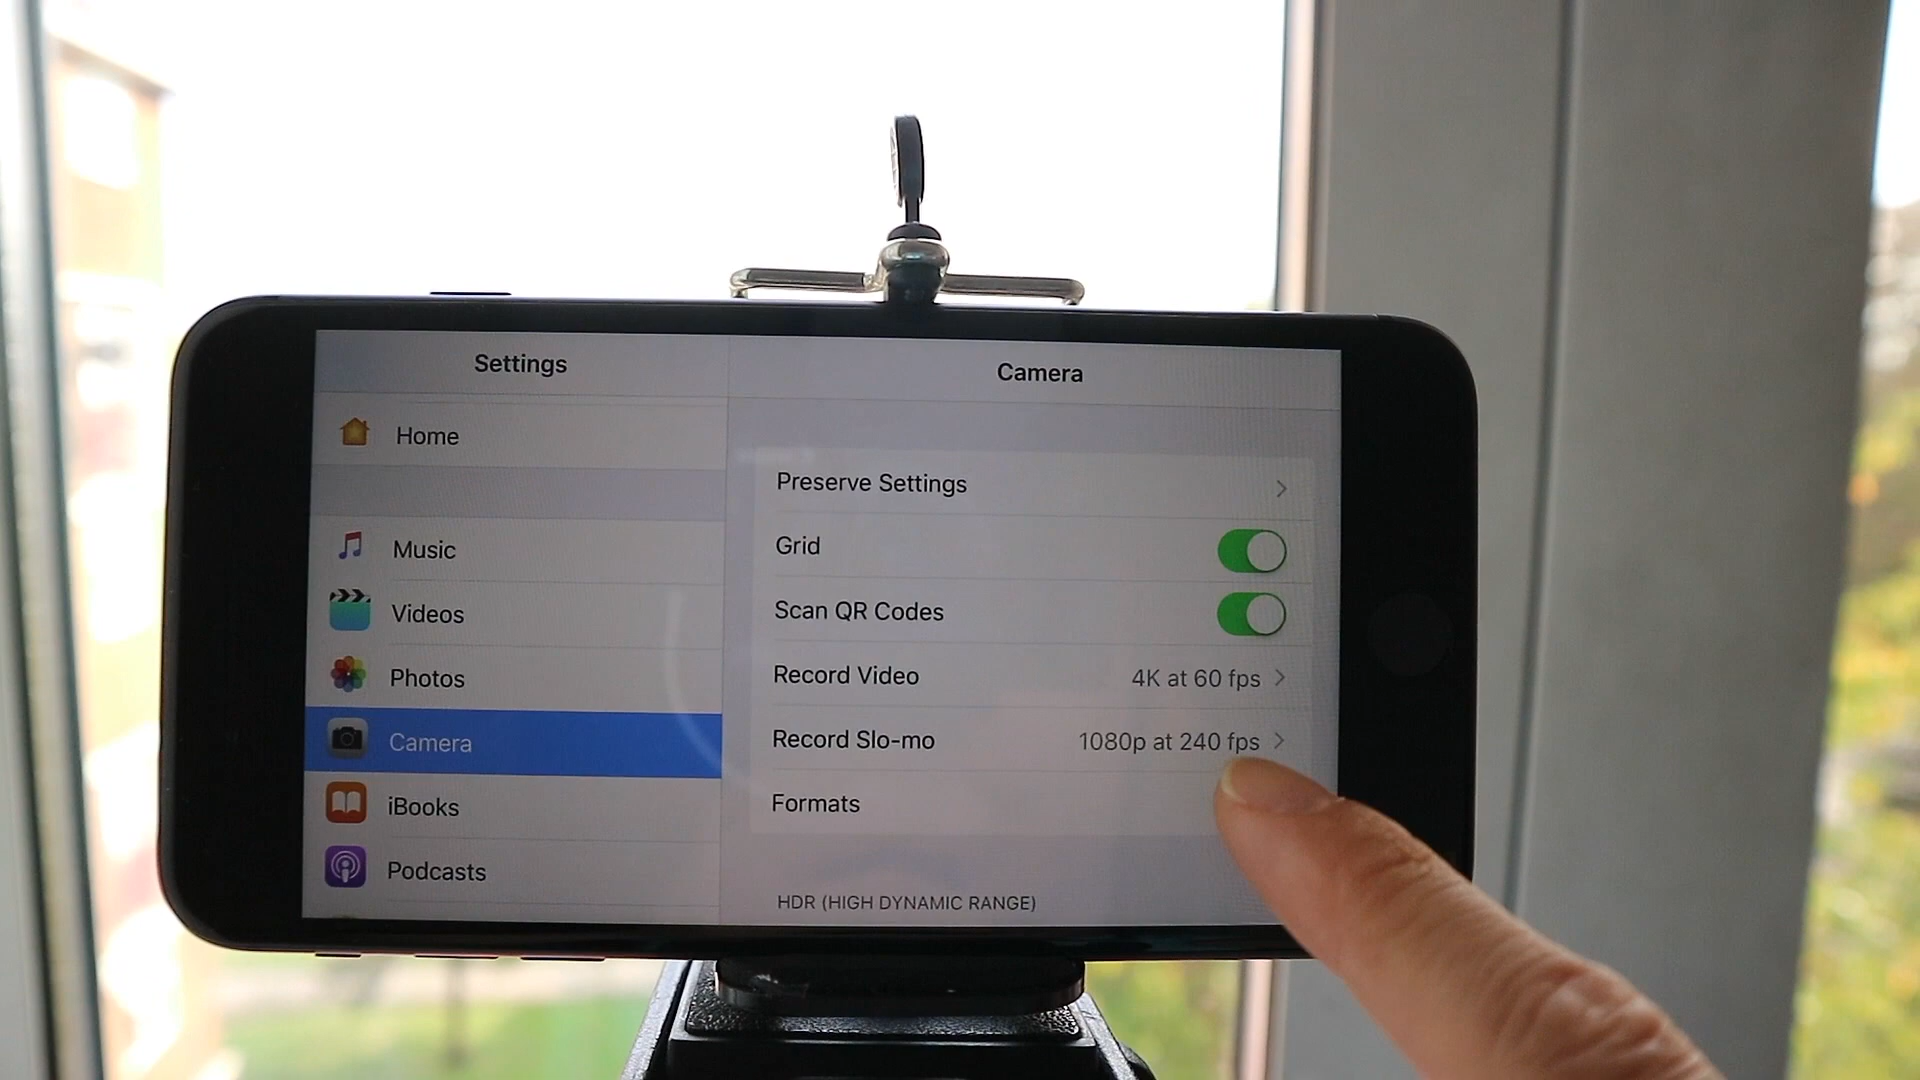 Settings
Home
Music
Videos
Photos
Camera
iBooks
Podcasts
Camera
Preserve Settings
Grid
Scan QR Codes
Record Video 4K at 60 fps
Record Slo-mo 1080p at 240 fps
Formats
HDR (HIGH DYNAMIC RANGE)